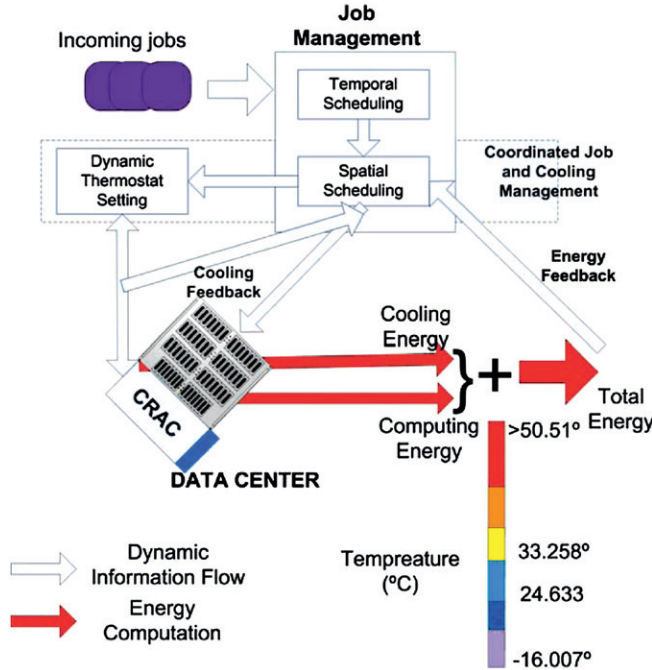 Job
Management
Incoming jobs
Temporal
Scheduling
Dynamic
Thermostat
Setting
Spatial
Scheduling
Coordinated Job
and Cooling
Management
Cooling
Feedback
Energy
Feedback
Cooling
Energy
}
+
CRAC
Computing
Energy
Total
Energy
DATA CENTER
>50.51º
Dynamic
Information Flow
Tempreature
(ºC)
33.258º
24.633
Energy
Computation
-16.007º